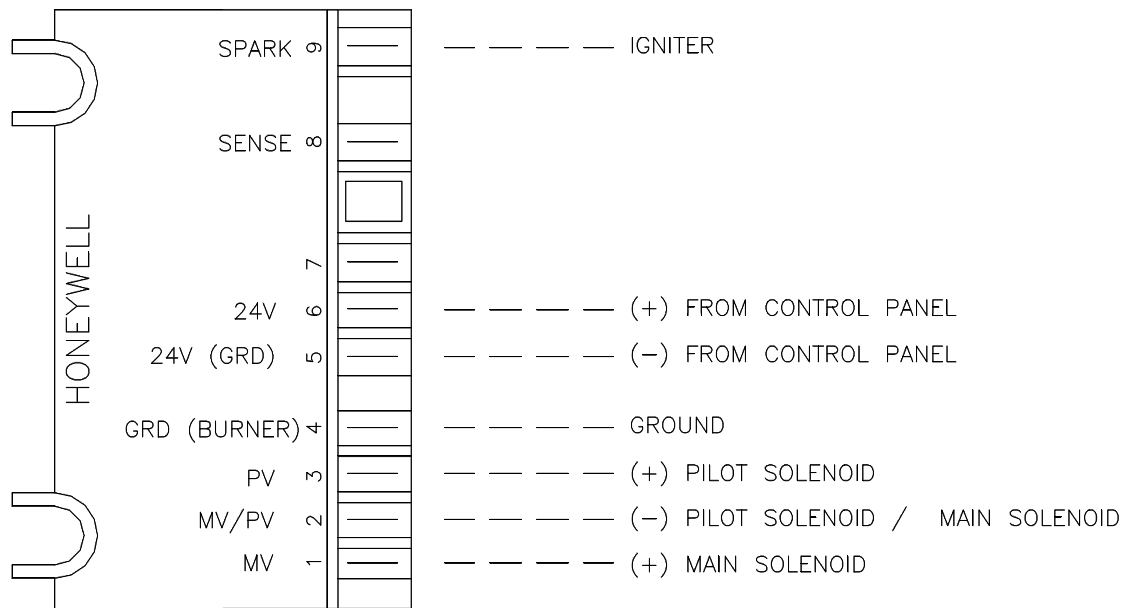 SPARK 9 IGNITER
SENSE 8
HONEYWELL
7
24V 6 (+) FROM CONTROL PANEL
24V (GRD) 5 (-) FROM CONTROL PANEL
GRD (BURNER) 4 GROUND
PV 3 (+) PILOT SOLENOID
MV/PV 2 (-) PILOT SOLENOID / MAIN SOLENOID
MV 1 (+) MAIN SOLENOID